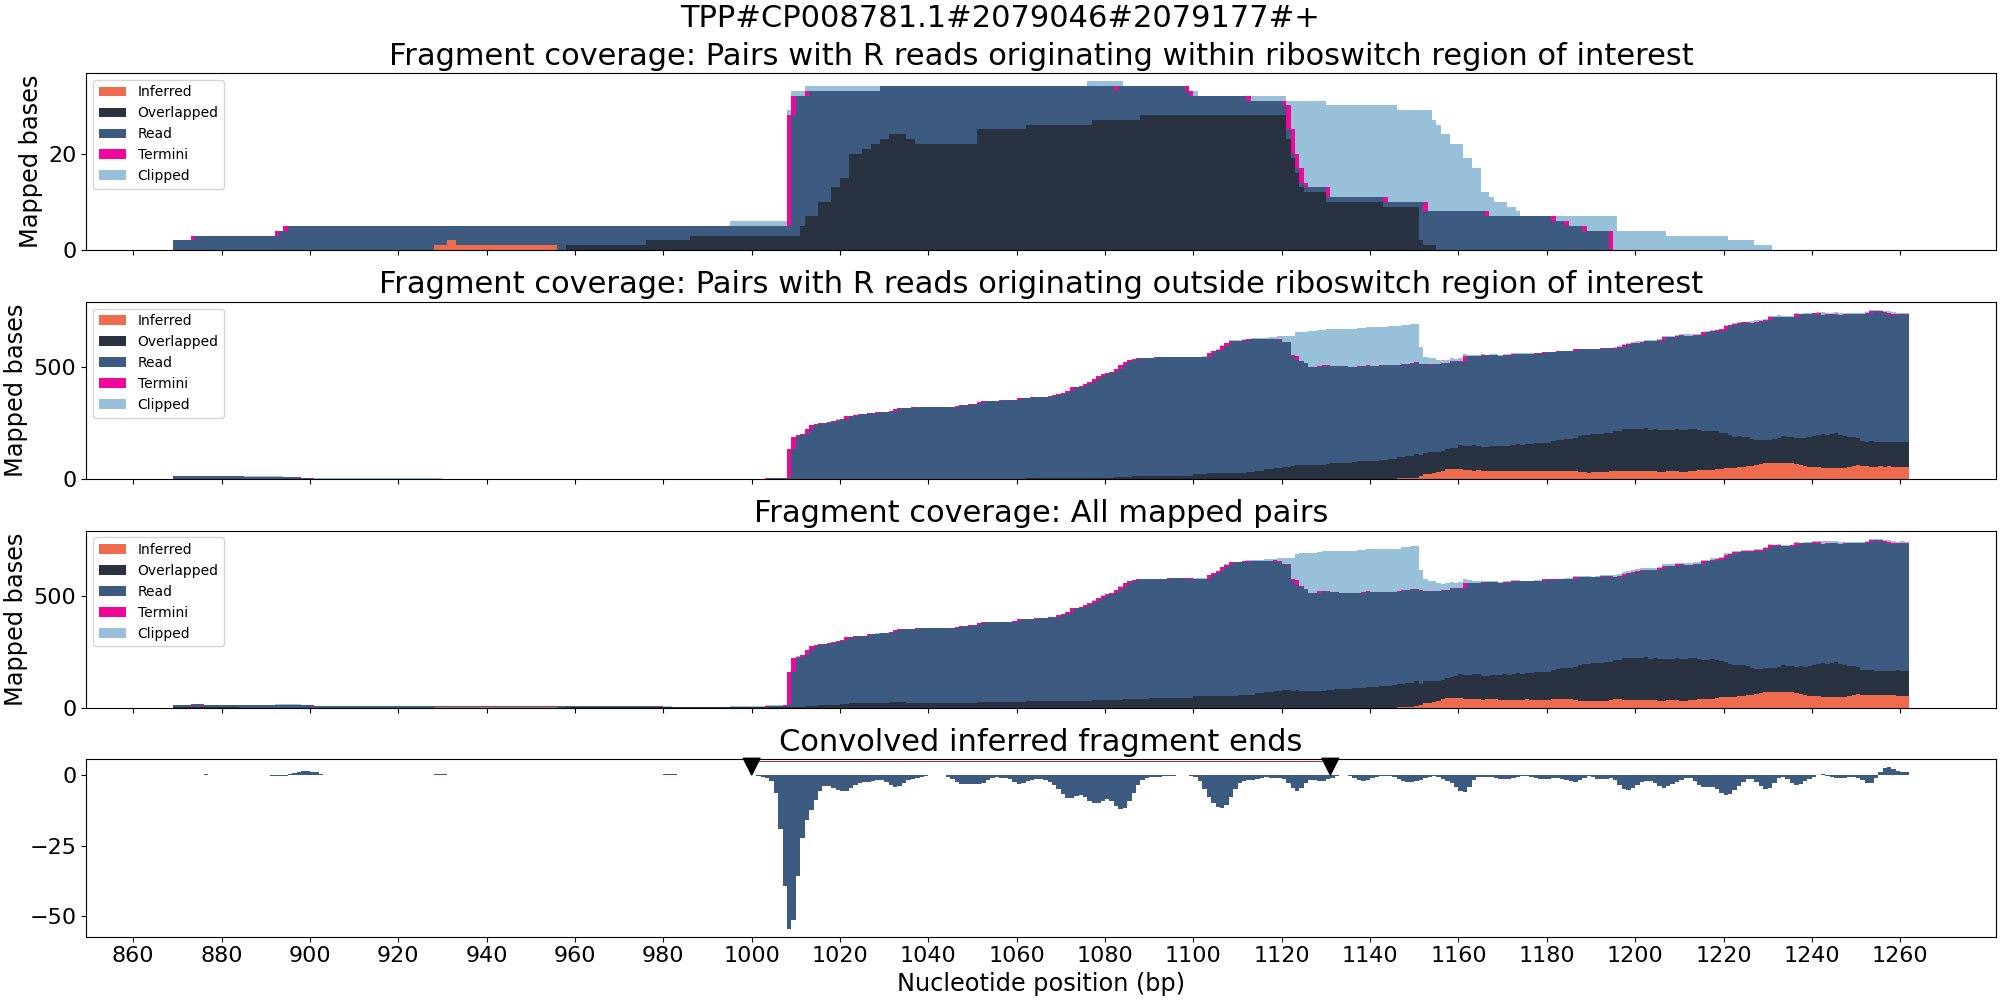 TPP#CP008781.1#2079046#2079177#+
Fragment coverage: Pairs with R reads originating within riboswitch region of interest
Mapped bases
20
0
Inferred
Overlapped
Read
Termini
Clipped
Fragment coverage: Pairs with R reads originating outside riboswitch region of interest
Mapped bases
500
0
Inferred
Overlapped
Read
Termini
Clipped
Fragment coverage: All mapped pairs
Mapped bases
500
0
Inferred
Overlapped
Read
Termini
Clipped
Convolved inferred fragment ends
0
−25
−50
860 880 900 920 940 960 980 1000 1020 1040 1060 1080 1100 1120 1140 1160 1180 1200 1220 1240 1260
Nucleotide position (bp)